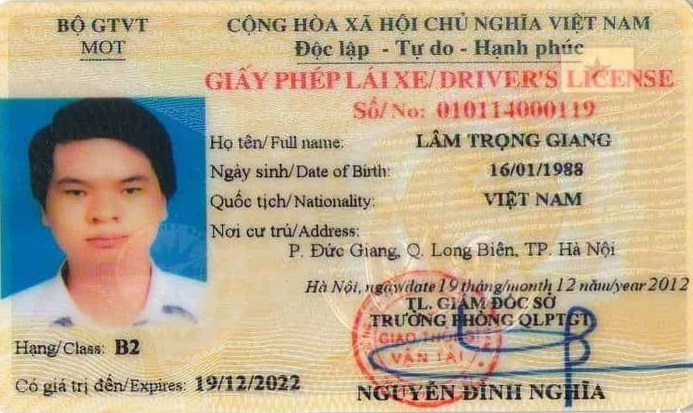 BỘ GTVT
MOT
CỘNG HÒA XÃ HỘI CHỦ NGHĨA VIỆT NAM
Độc lập - Tự do - Hạnh phúc
GIẤY PHÉP LÁI XE/ DRIVER'S LICENSE
Số/ No: 010114000119
Họ tên/ Full name: LÂM TRỌNG GIANG
Ngày sinh/ Date of Birth: 16/01/1988
Quốc tịch/ Nationality: VIỆT NAM
Nơi cư trú/ Address:
P. Đức Giang, Q. Long Biên, TP. Hà Nội
Hà Nội, ngày/date 19 tháng/month 12 năm/year 2012
TL. GIÁM ĐỐC SỞ
TRƯỞNG PHÒNG QLPTGT
GIAO THÔNG
VẬN TẢI
Hạng/ Class: B2
Có giá trị đến/ Expires: 19/12/2022
NGUYỄN ĐÌNH NGHĨA